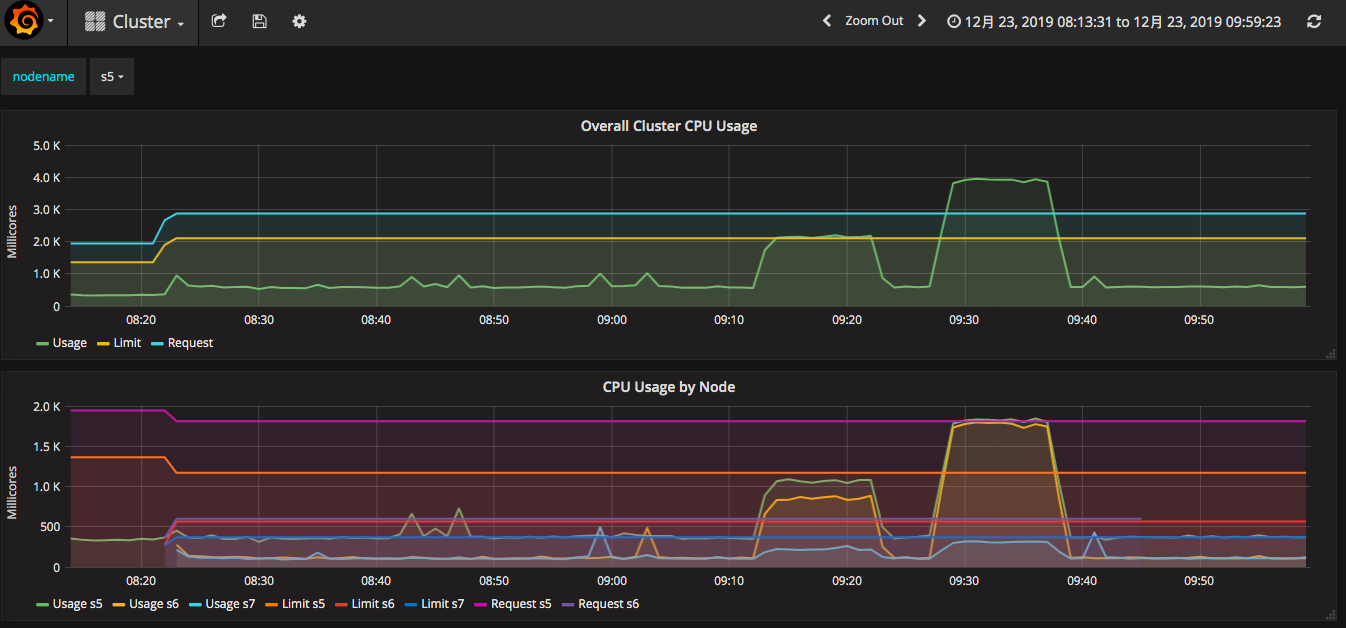 Cluster
Zoom Out
12月 23, 2019 08:13:31 to 12月 23, 2019 09:59:23
nodename
s5
Overall Cluster CPU Usage
Millicores
5.0 K
4.0 K
3.0 K
2.0 K
1.0 K
0
08:20 08:30 08:40 08:50 09:00 09:10 09:20 09:30 09:40 09:50
Usage Limit Request
CPU Usage by Node
Millicores
2.0 K
1.5 K
1.0 K
500
0
08:20 08:30 08:40 08:50 09:00 09:10 09:20 09:30 09:40 09:50
Usage s5 Usage s6 Usage s7 Limit s5 Limit s6 Limit s7 Request s5 Request s6